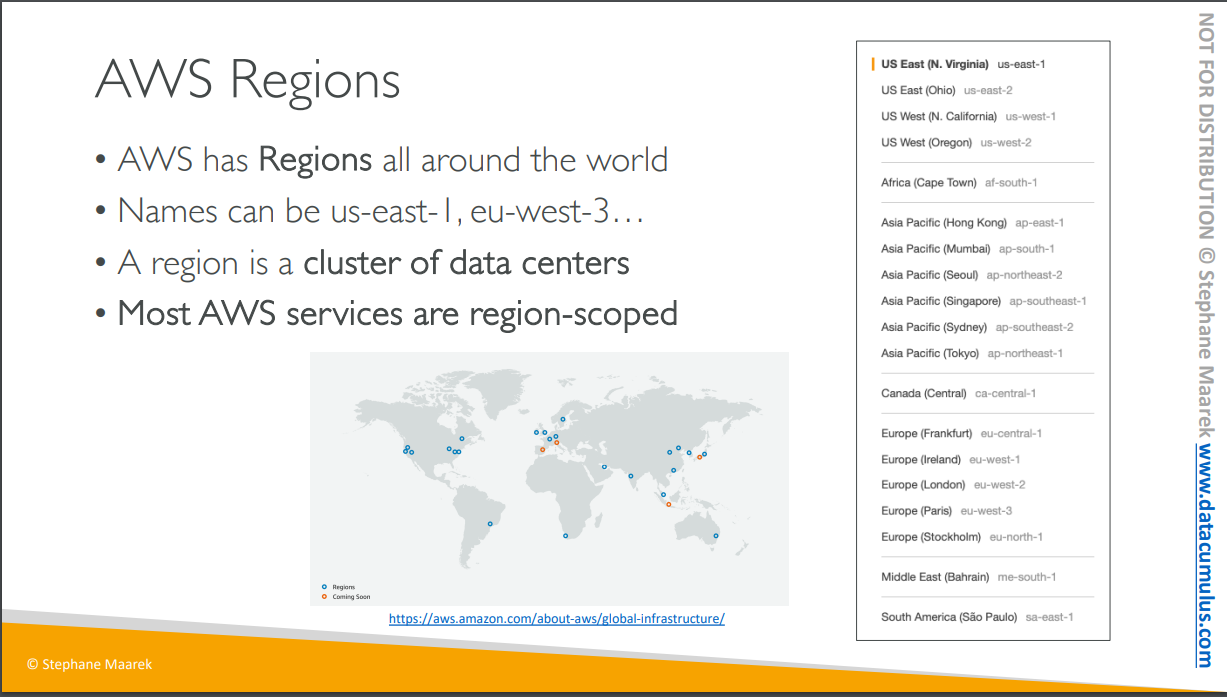 AWS Regions
• AWS has Regions all around the world
• Names can be us-east-1, eu-west-3…
• A region is a cluster of data centers
• Most AWS services are region-scoped
Regions
Coming Soon
https://aws.amazon.com/about-aws/global-infrastructure/
US East (N. Virginia) us-east-1
US East (Ohio) us-east-2
US West (N. California) us-west-1
US West (Oregon) us-west-2
Africa (Cape Town) af-south-1
Asia Pacific (Hong Kong) ap-east-1
Asia Pacific (Mumbai) ap-south-1
Asia Pacific (Seoul) ap-northeast-2
Asia Pacific (Singapore) ap-southeast-1
Asia Pacific (Sydney) ap-southeast-2
Asia Pacific (Tokyo) ap-northeast-1
Canada (Central) ca-central-1
Europe (Frankfurt) eu-central-1
Europe (Ireland) eu-west-1
Europe (London) eu-west-2
Europe (Paris) eu-west-3
Europe (Stockholm) eu-north-1
Middle East (Bahrain) me-south-1
South America (São Paulo) sa-east-1
NOT FOR DISTRIBUTION © Stephane Maarek www.datacumulus.com
© Stephane Maarek